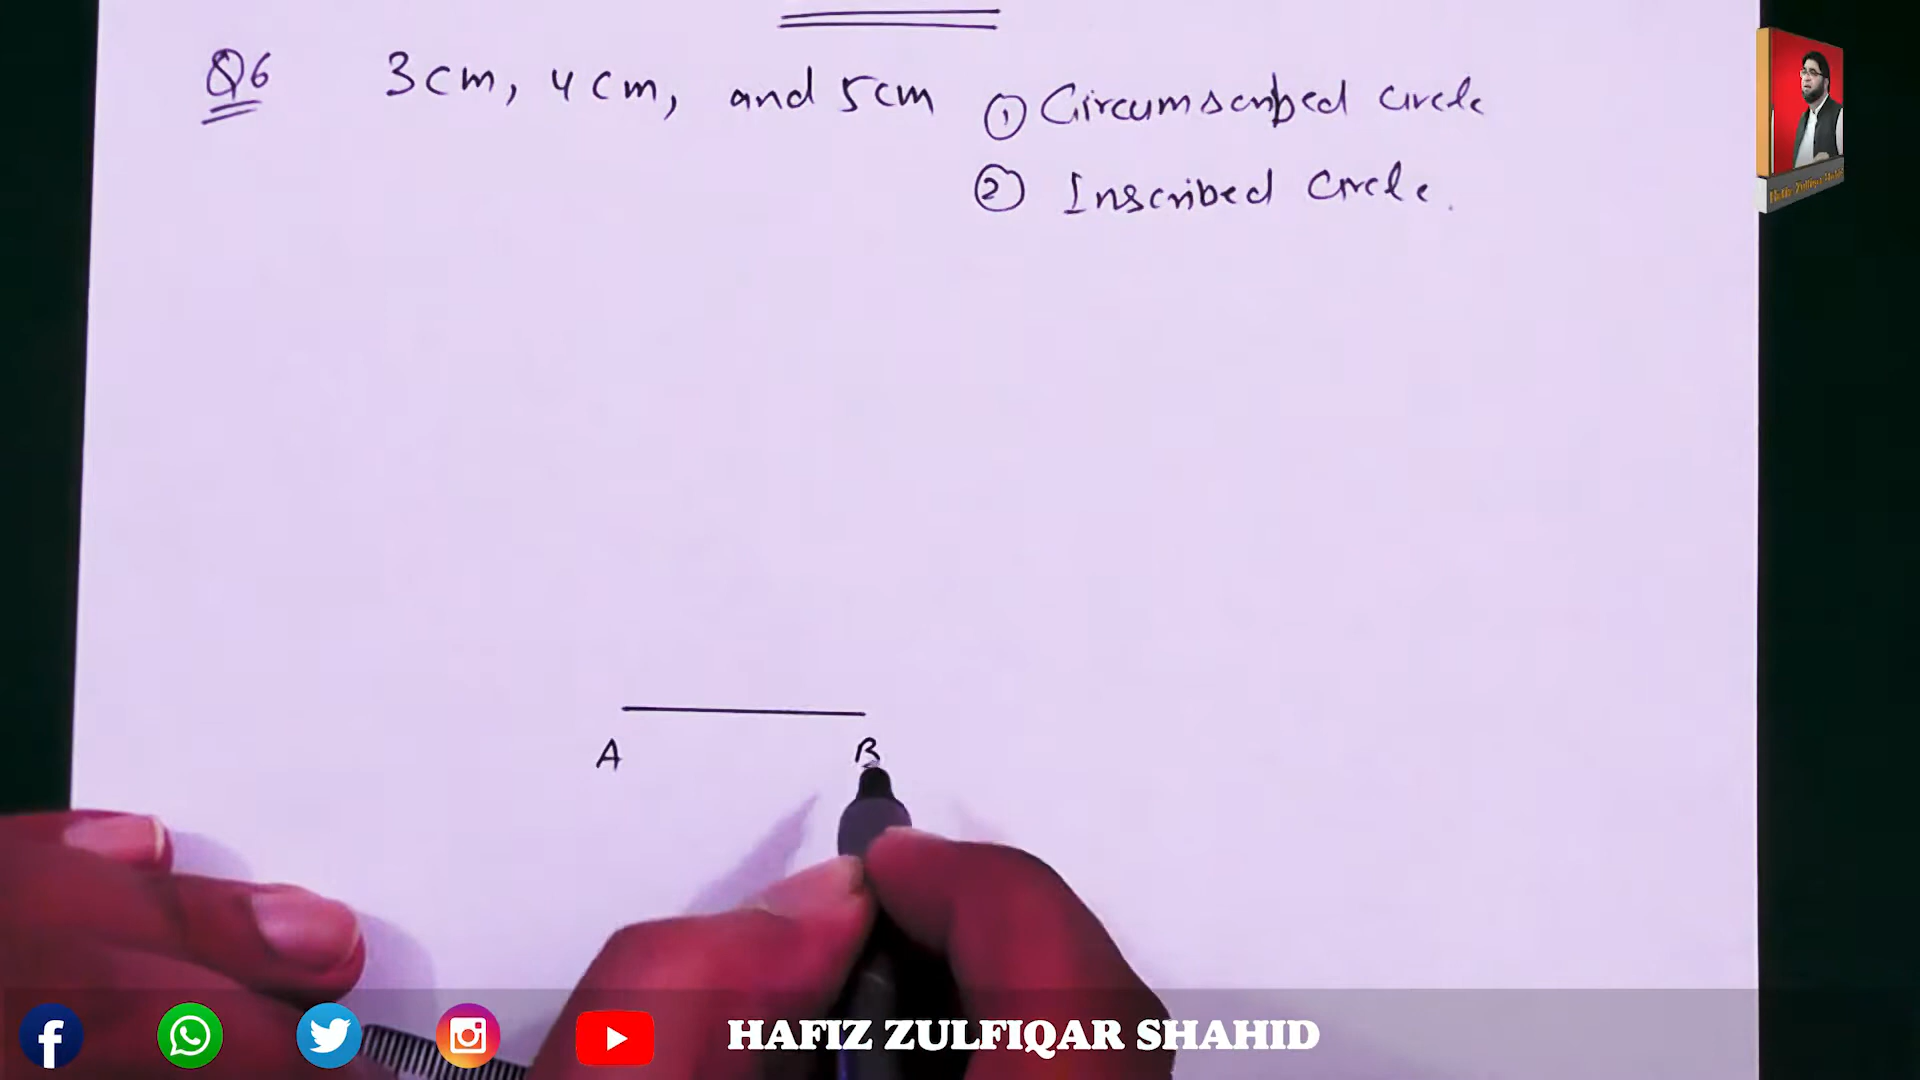 Q6 3cm, 4cm, and 5cm ① Circumscribed circle
② Inscribed Circle.
A B
HAFIZ ZULFIQAR SHAHID